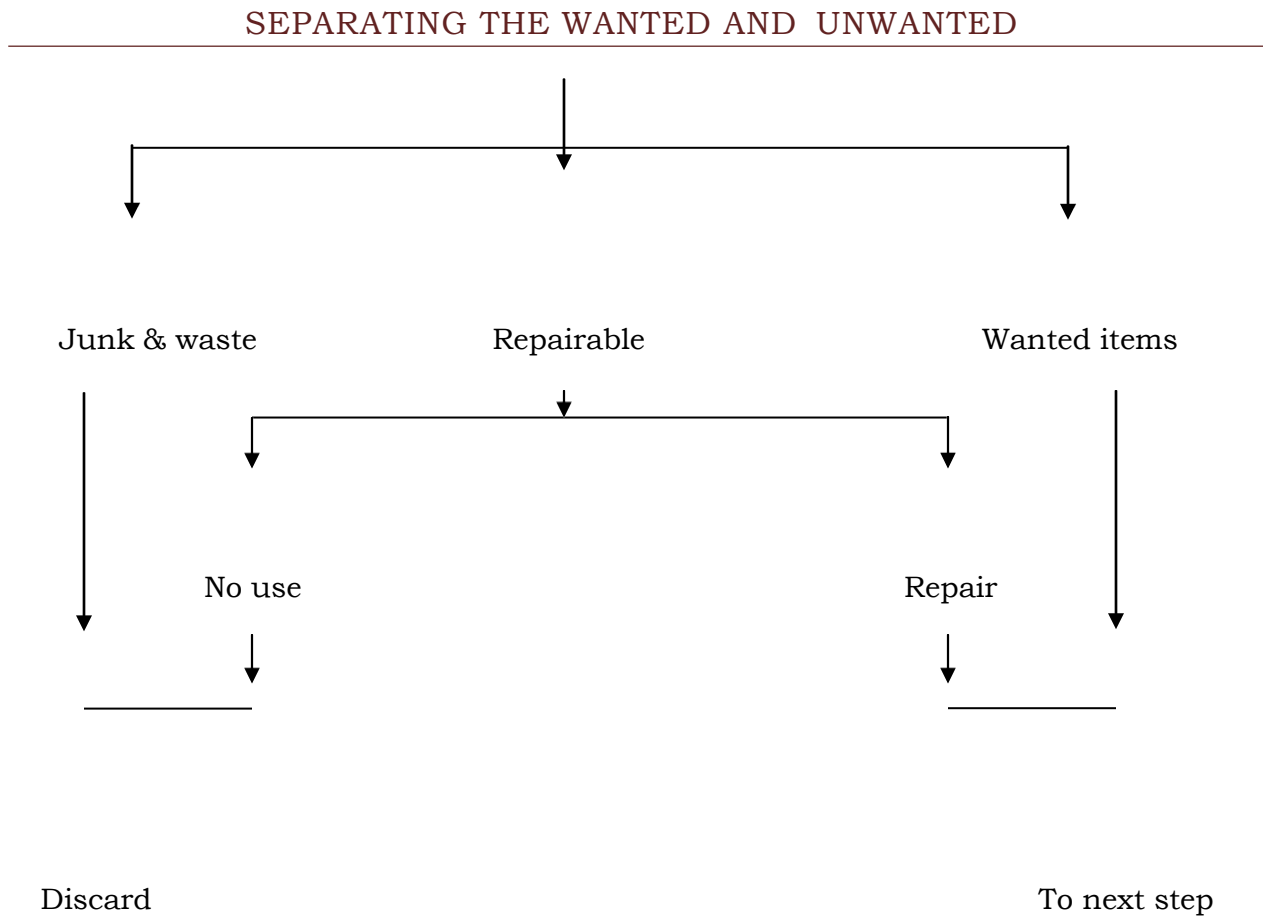 SEPARATING THE WANTED AND UNWANTED
Junk & waste Repairable Wanted items
No use Repair
Discard To next step